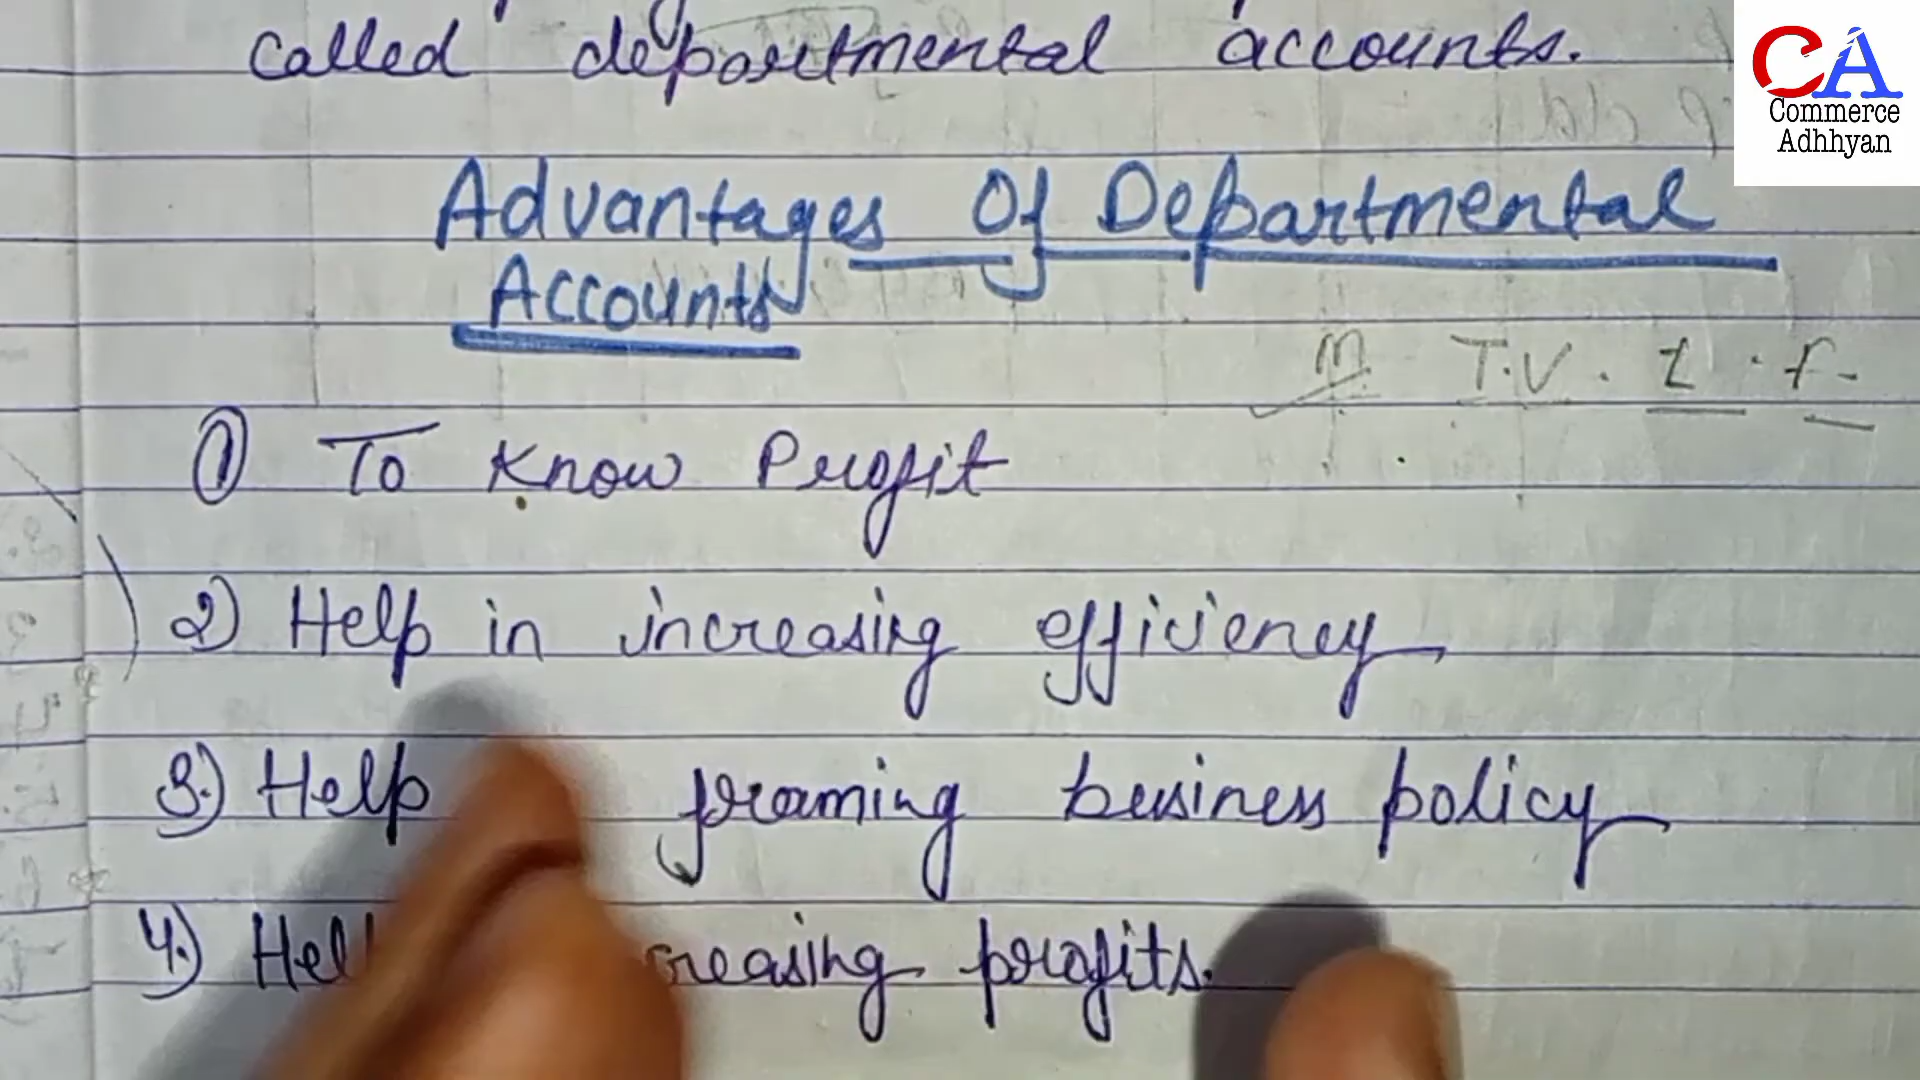 called departmental accounts.
CA
Commerce
Adhhyan
Advantages Of Departmental
Accounts
M T.V. L. F.
① To Know Profit
2) Help in increasing efficiency
3.) Help framing business policy
4.) Hel creasing profits.